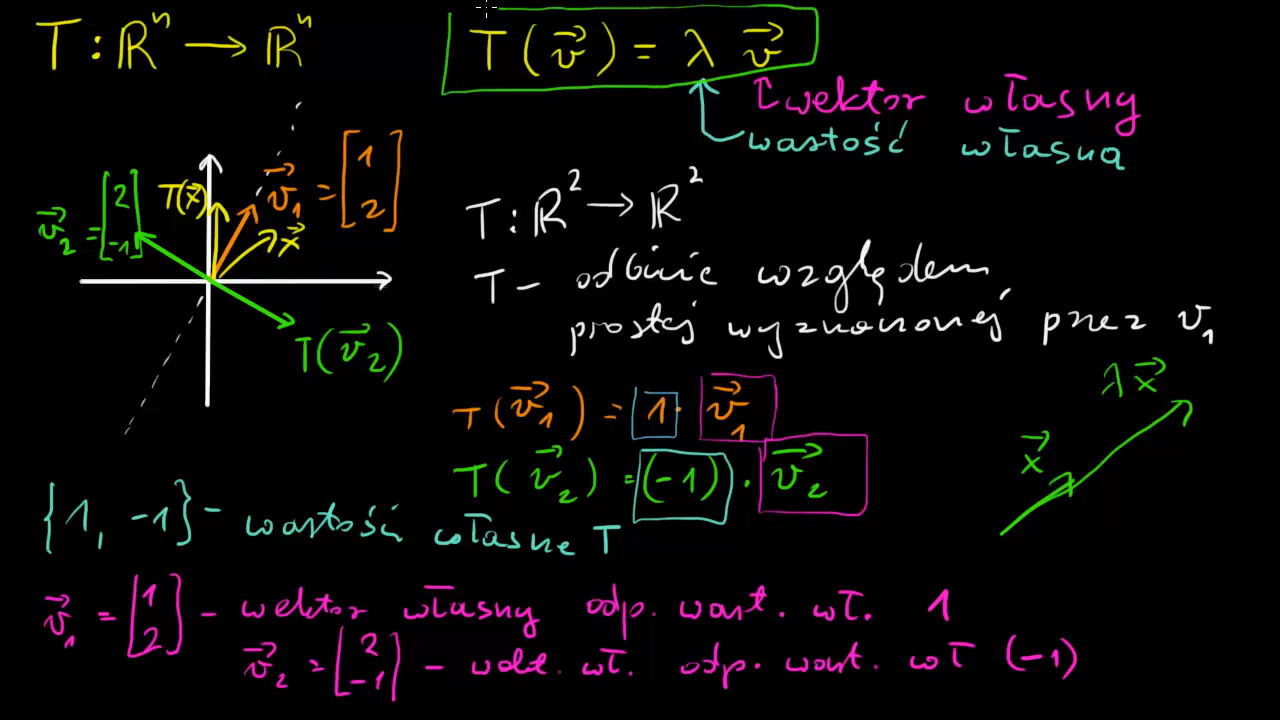 T : ℝⁿ → ℝⁿ
T(v⃗) = λ v⃗
wektor własny
wastość własna
v⃗₁ = [1 2]
T(x⃗)
x⃗
v⃗₂ = [2 -1]
T(v⃗₂)
T : ℝ² → ℝ²
T - odbicie względem
prostej wyznaczonej przez v₁
T(v⃗₁) = 1 · v⃗₁
T(v⃗₂) = (-1) · v⃗₂
λx⃗
x⃗
{1, -1} - wastości własne T
v⃗₁ = [1 2] - wektor własny odp. wart. wł. 1
v⃗₂ = [2 -1] - wekt. wł. odp. wart. wł (-1)